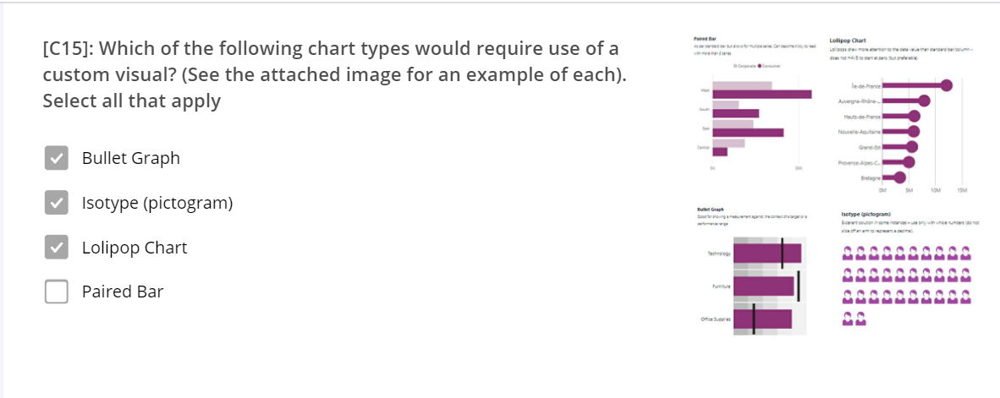 [C15]: Which of the following chart types would require use of a
custom visual? (See the attached image for an example of each).
Select all that apply
Bullet Graph
Isotype (pictogram)
Lolipop Chart
Paired Bar
Paired Bar
As per standard bar but allows for multiple series. Can become tricky to read
with more than 2 series
Corporate Consumer
West
South
East
Central
0K
Lollipop Chart
Lollipops draw more attention to the data value than standard bar/column -
does not HAVE to start at zero (but preferable)
Île-de-France
Auvergne-Rhône-...
Hauts-de-France
Nouvelle-Aquitaine
Grand-Est
Provence-Alpes-C...
Bretagne
0M 5M 10M 15M
Bullet Graph
Good for showing a measurement against the context of a target or a
performance range
Technology
Furniture
Office Supplies
Isotype (pictogram)
Excellent solution in some instances - use only with whole numbers (do not
slice off an arm to represent a decimal)